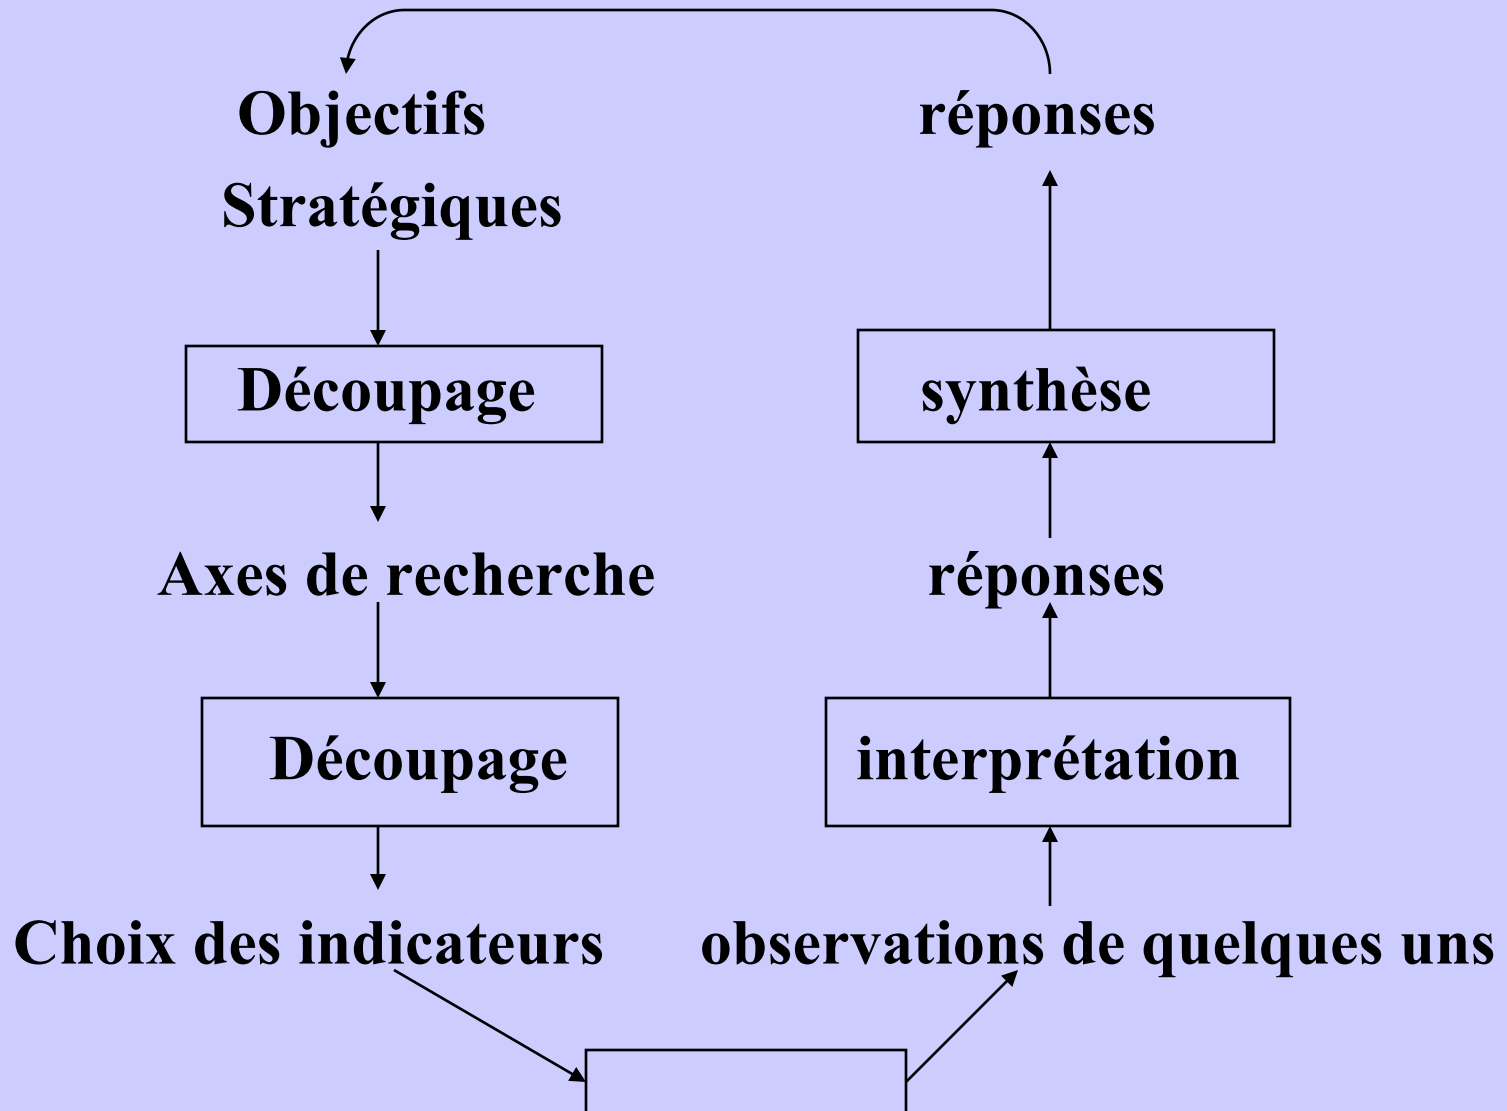 Objectifs
Stratégiques
Découpage
Axes de recherche
Découpage
Choix des indicateurs
réponses
synthèse
réponses
interprétation
observations de quelques uns